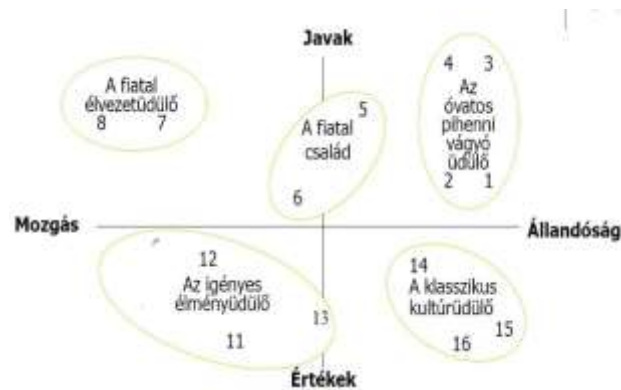 Javak
4 3
Az
óvatos
pihenni
vágyó
üdülő
2 1
A fiatal
élvezetüdülő
8 7
5
A fiatal
család
6
Mozgás
Állandóság
12
Az igényes
élményüdülő
13
11
14
A klasszikus
kultúrüdülő
15
16
Értékek